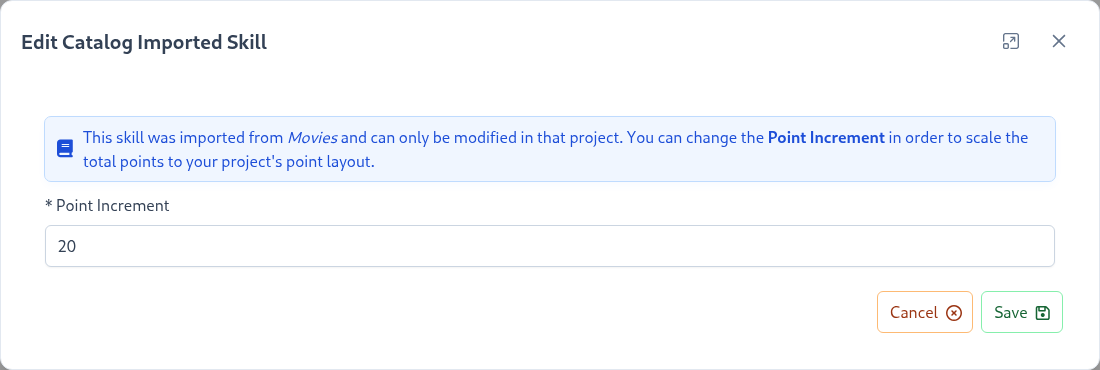 Edit Catalog Imported Skill
This skill was imported from Movies and can only be modified in that project. You can change the Point Increment in order to scale the
total points to your project's point layout.
* Point Increment
20
Cancel
Save